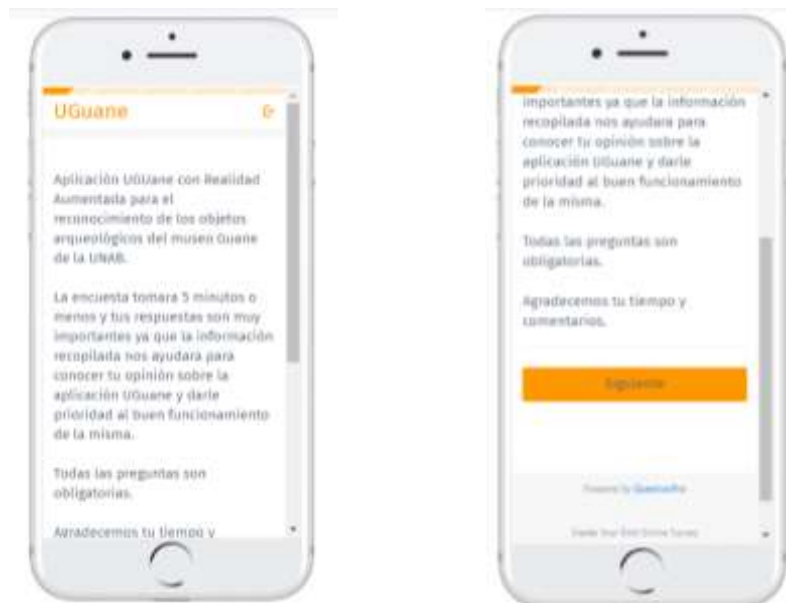 UGuane
Aplicación UGUane con Realidad
Aumentada para el
reconocimiento de los objetos
arqueológicos del museo Guane
de la UNAB.
La encuesta tomara 5 minutos o
menos y tus respuestas son muy
importantes ya que la información
recopilada nos ayudara para
conocer tu opinión sobre la
aplicación UGuane y darle
prioridad al buen funcionamiento
de la misma.
Todas las preguntas son
obligatorias.
Agradecemos tu tiempo y
importantes ya que la información
recopilada nos ayudara para
conocer tu opinión sobre la
aplicación UGuane y darle
prioridad al buen funcionamiento
de la misma.
Todas las preguntas son
obligatorias.
Agradecemos tu tiempo y
comentarios.
Siguiente
Powered by QuestionPro